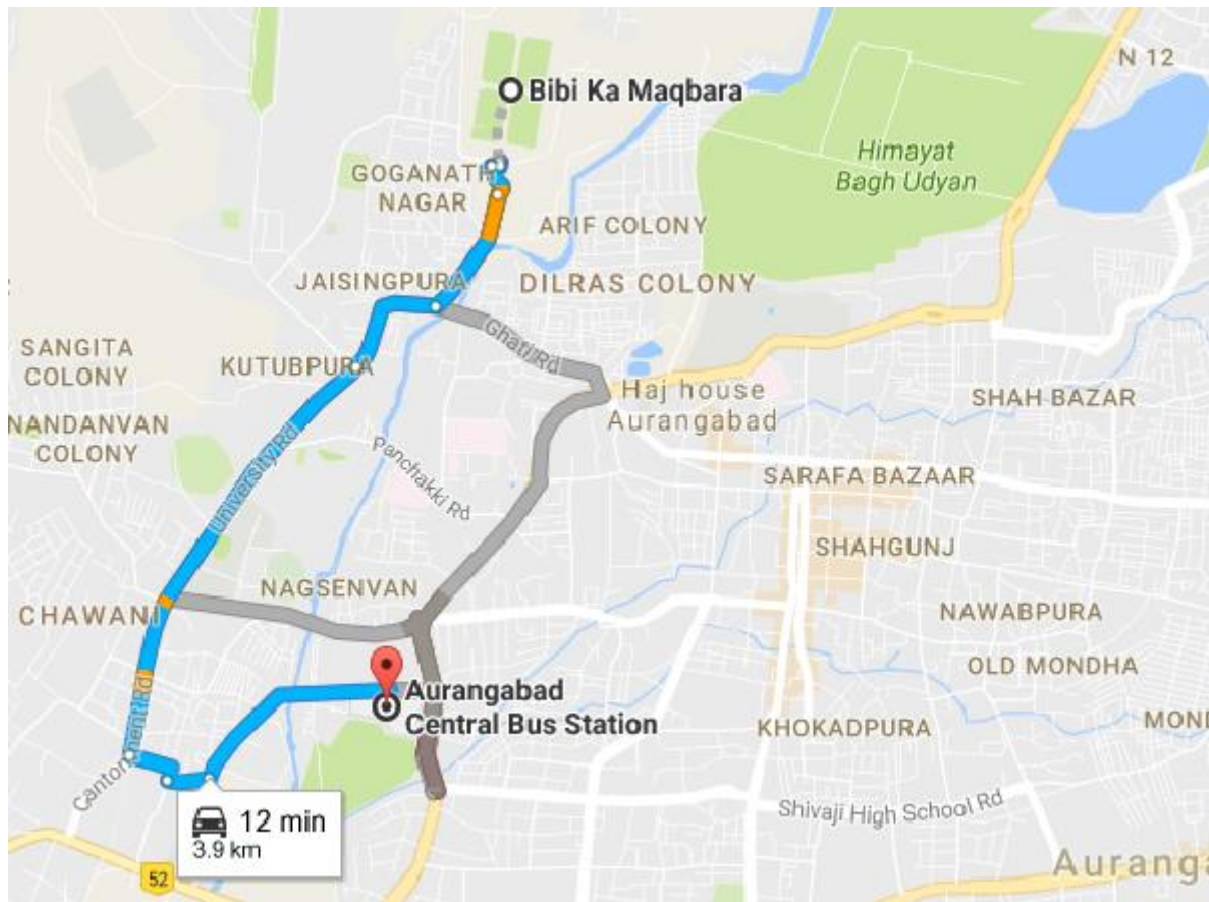 N 12
Bibi Ka Maqbara
Himayat
Bagh Udyan
GOGANATH
NAGAR
ARIF COLONY
JAISINGPURA
DILRAS COLONY
Ghati Rd
SANGITA
COLONY
KUTUBPURA
Haj house
Aurangabad
SHAH BAZAR
NANDANVAN
COLONY
University Rd
Panchakki Rd
SARAFA BAZAAR
SHAHGUNJ
NAGSENVAN
CHAWANI
NAWABPURA
OLD MONDHA
Aurangabad
Central Bus Station
KHOKADPURA
MOND
Cantonment Rd
12 min
3.9 km
Shivaji High School Rd
52
Auranga